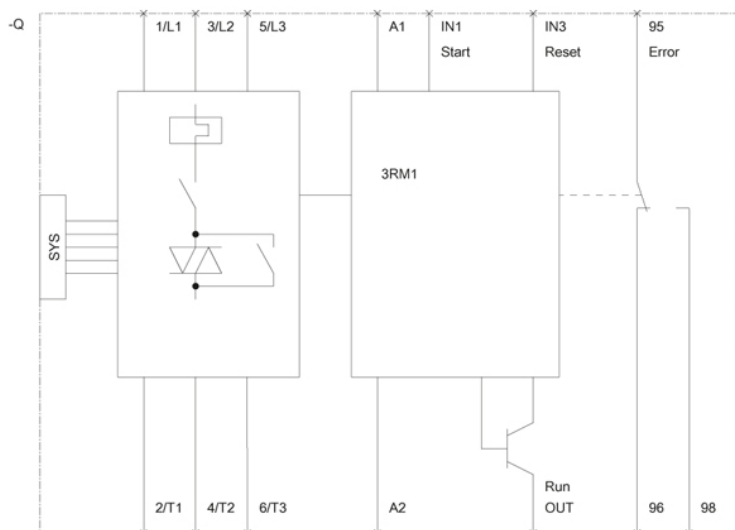 -Q 1/L1 3/L2 5/L3 A1 IN1 IN3 95
Start Reset Error
3RM1
SYS
Run
2/T1 4/T2 6/T3 A2 OUT 96 98